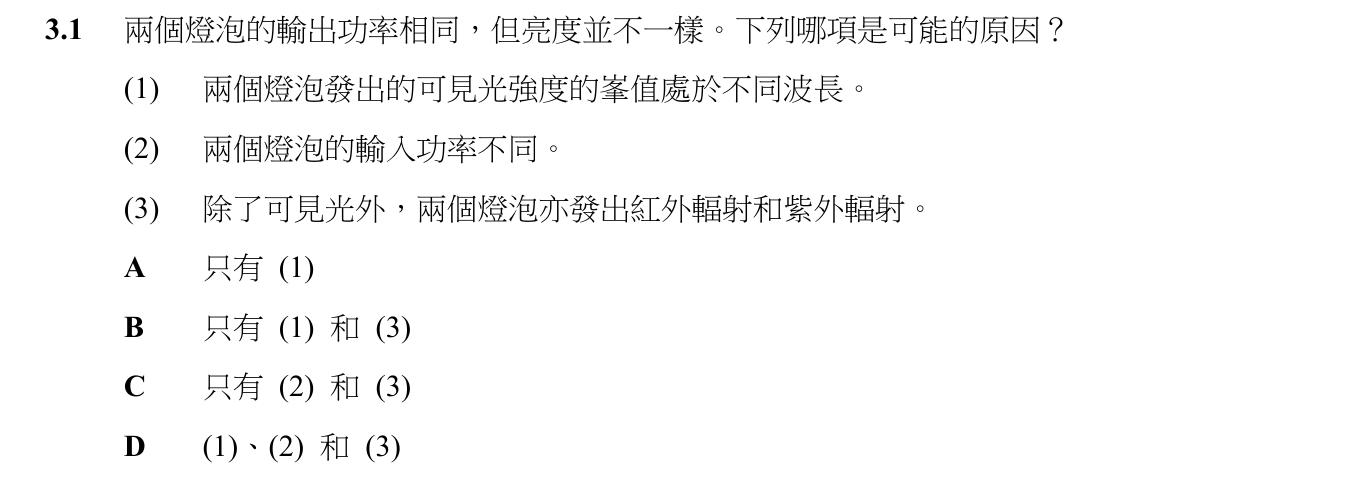 3.1 兩個燈泡的輸出功率相同，但亮度並不一樣。下列哪項是可能的原因？
(1) 兩個燈泡發出的可見光強度的峯值處於不同波長。
(2) 兩個燈泡的輸入功率不同。
(3) 除了可見光外，兩個燈泡亦發出紅外輻射和紫外輻射。
A 只有 (1)
B 只有 (1) 和 (3)
C 只有 (2) 和 (3)
D (1)、(2) 和 (3)